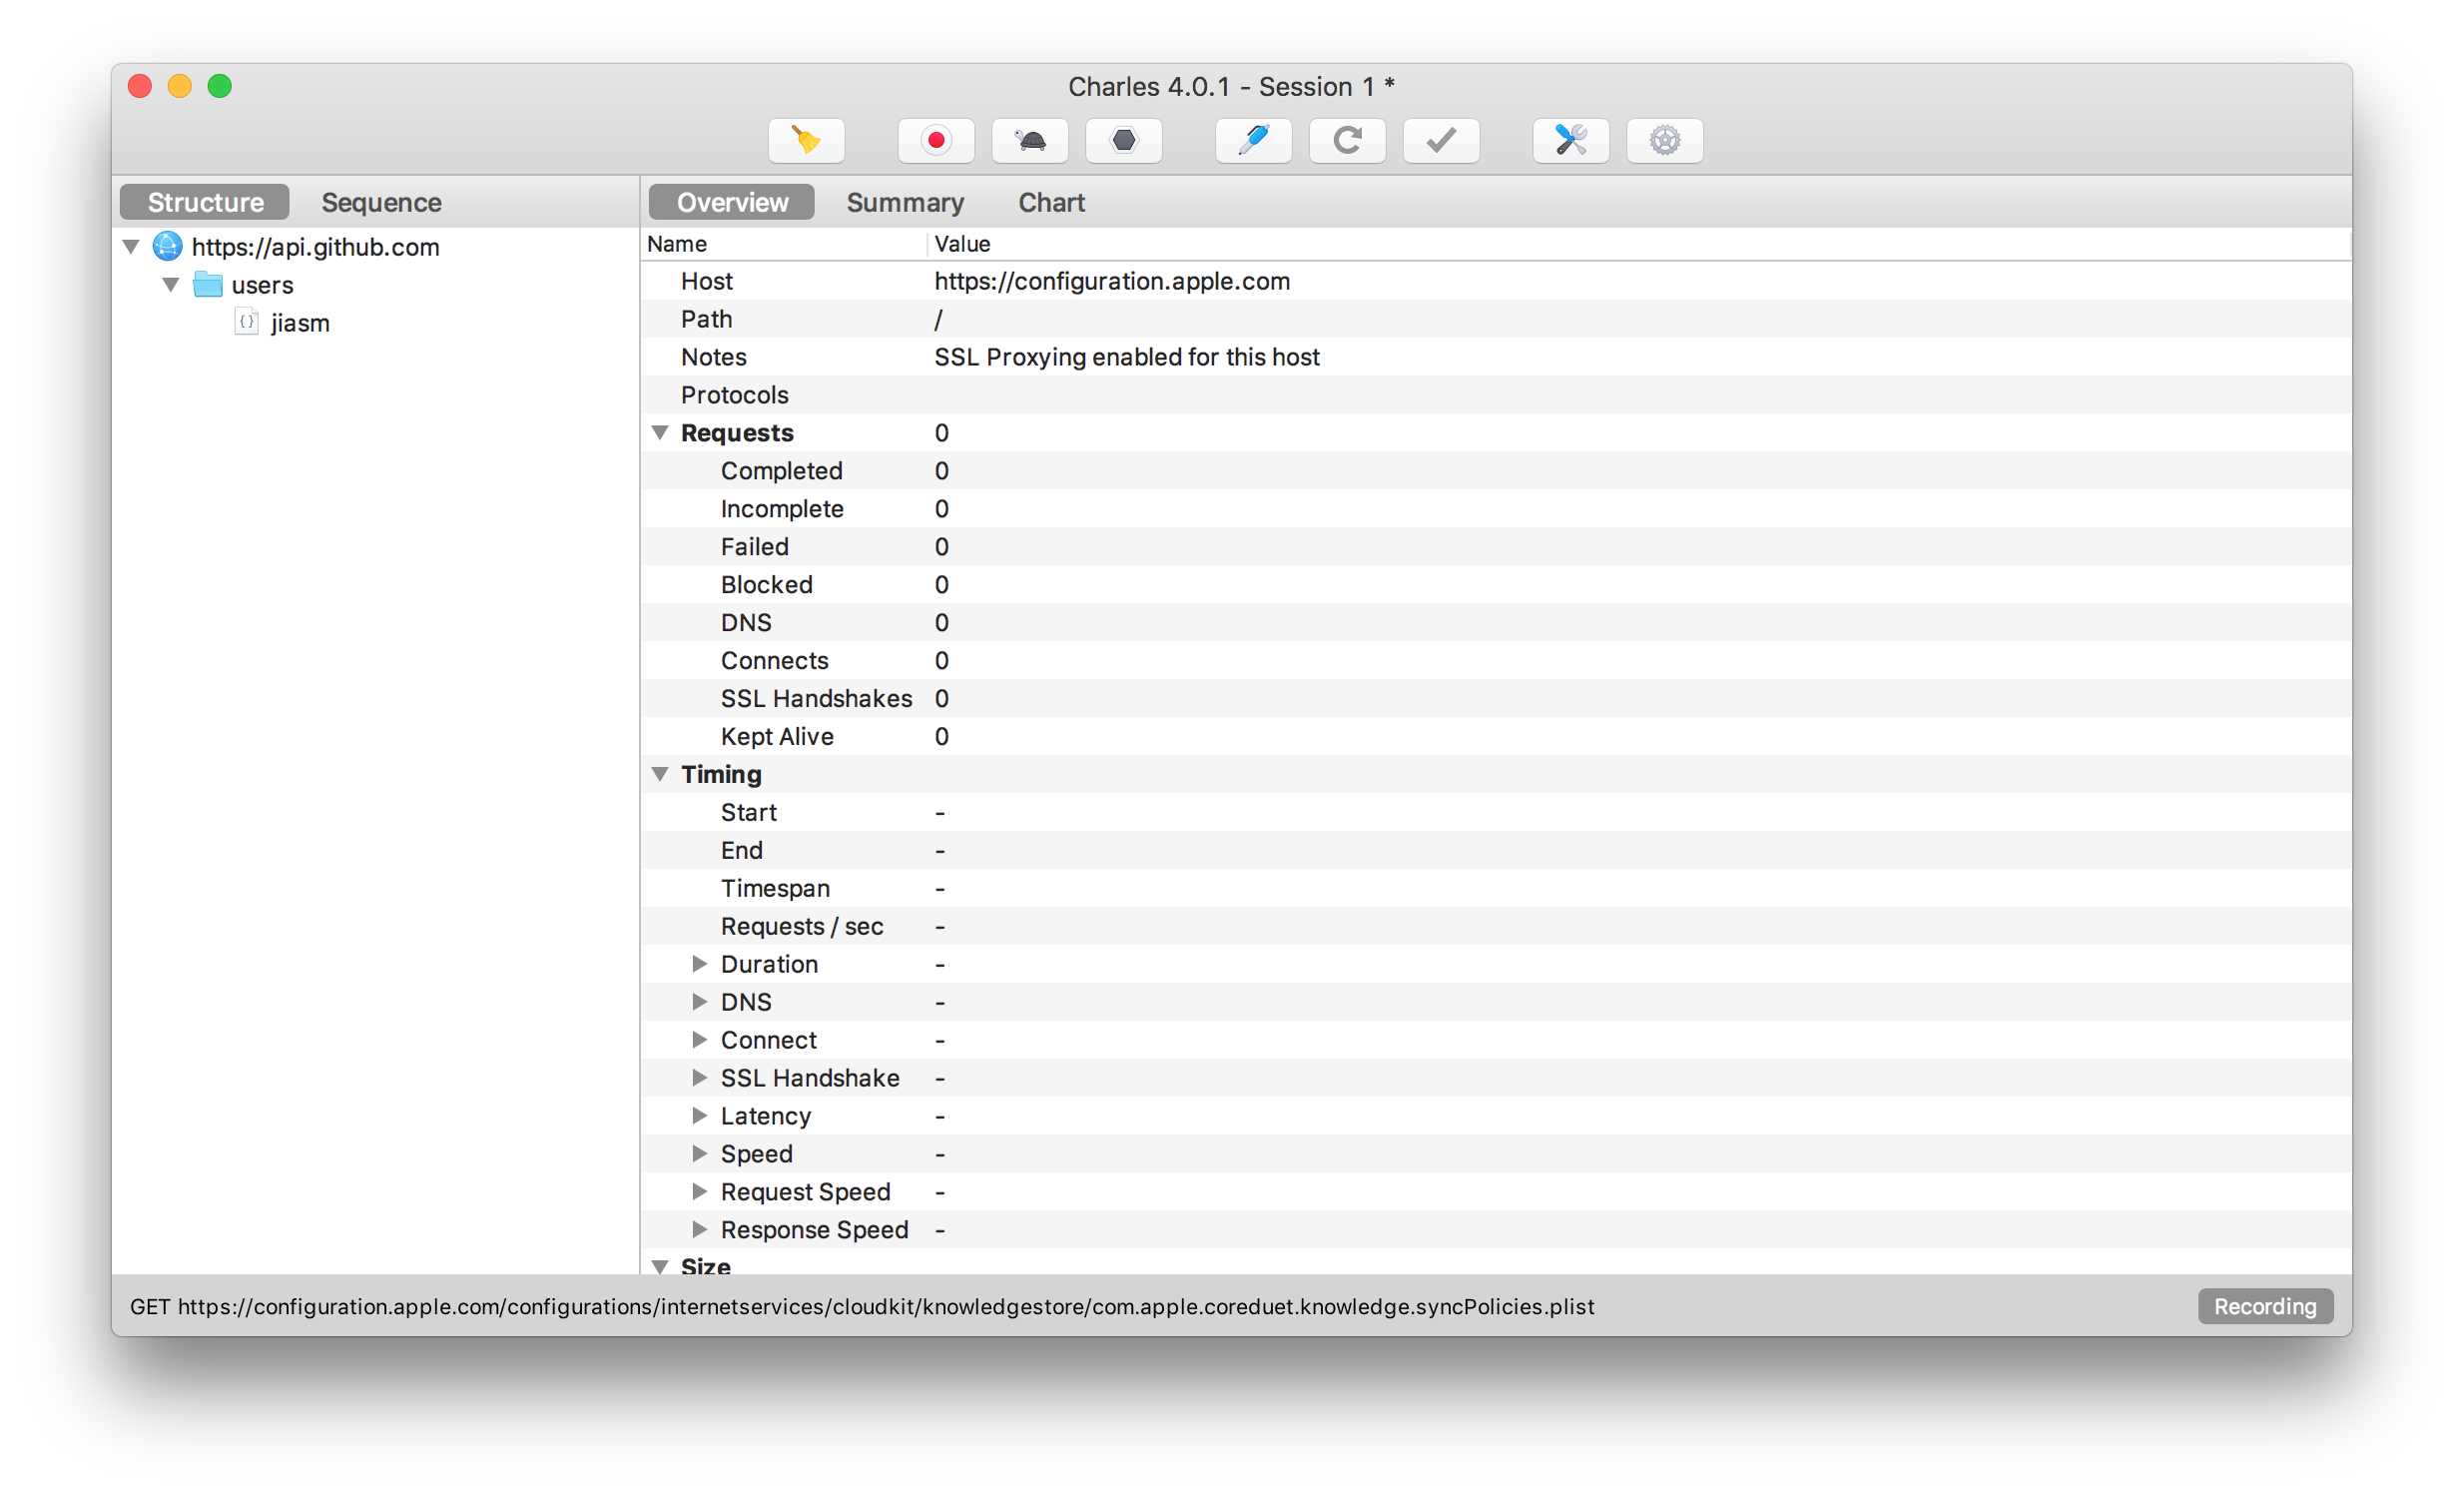 Charles 4.0.1 - Session 1 *
Structure Sequence
Overview Summary Chart
https://api.github.com
users
{} jiasm
Name Value
Host https://configuration.apple.com
Path /
Notes SSL Proxying enabled for this host
Protocols
Requests 0
Completed 0
Incomplete 0
Failed 0
Blocked 0
DNS 0
Connects 0
SSL Handshakes 0
Kept Alive 0
Timing
Start -
End -
Timespan -
Requests / sec -
Duration -
DNS -
Connect -
SSL Handshake -
Latency -
Speed -
Request Speed -
Response Speed -
Size
GET https://configuration.apple.com/configurations/internetservices/cloudkit/knowledgestore/com.apple.coreduet.knowledge.syncPolicies.plist
Recording